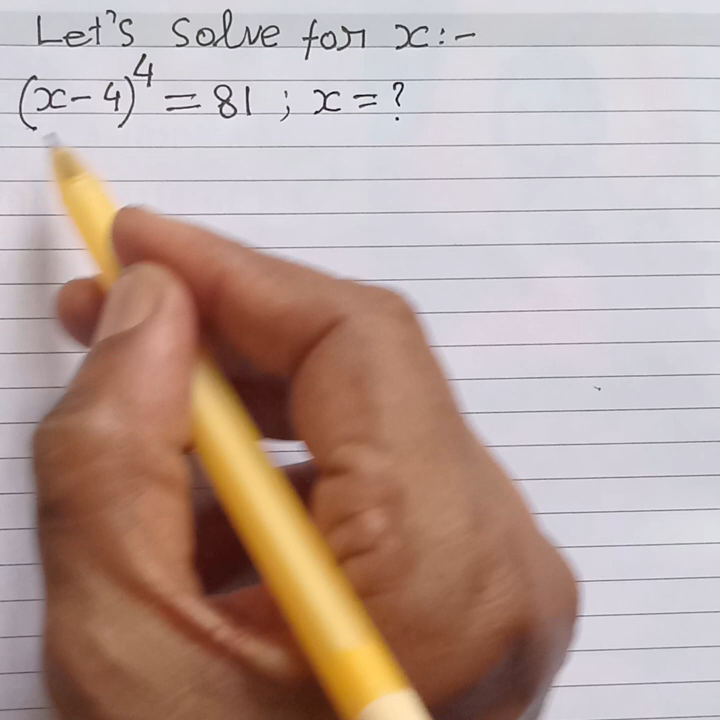 Let's solve for x:-
(x-4)⁴ = 81 ; x = ?